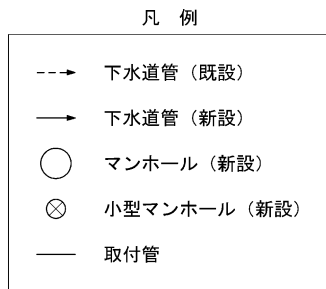 凡　例
下水道管（既設）
下水道管（新設）
マンホール（新設）
小型マンホール（新設）
取付管